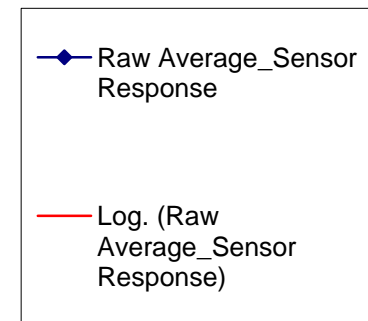 Raw Average_Sensor
Response
Log. (Raw
Average_Sensor
Response)